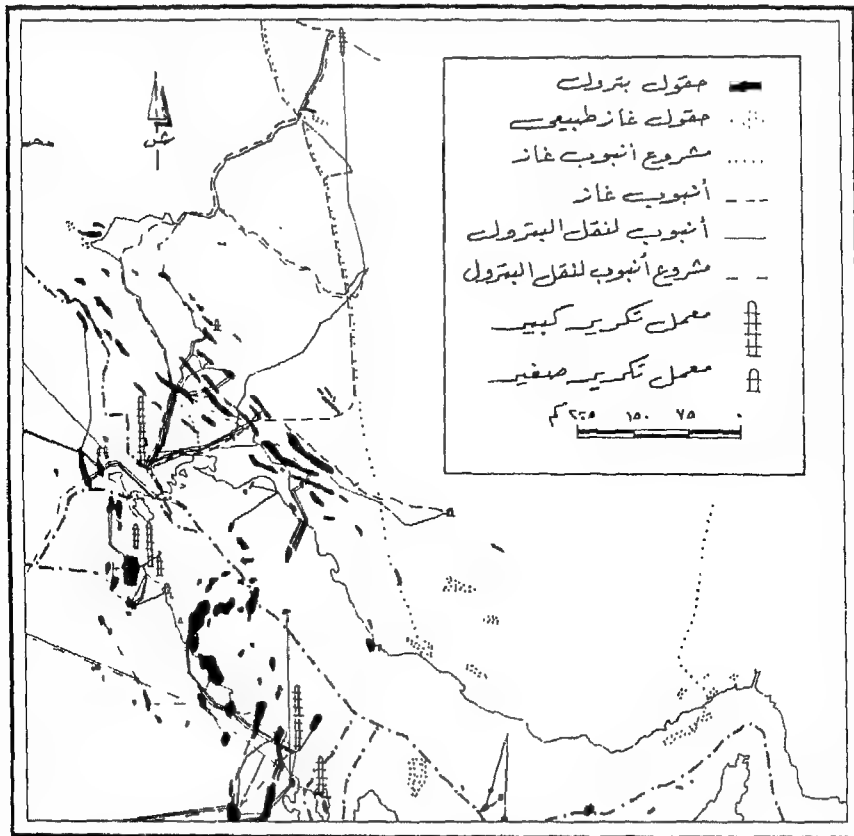 حقول بترول
حقول غاز طبيعى
مشروع أنبوب غاز
أنبوب غاز
أنبوب لنقل البترول
مشروع أنبوب لنقل البترول
معمل تكرير كبير
معمل تكرير صغير
٠ ٧٥ ١٥٠ ٢٢٥ كم